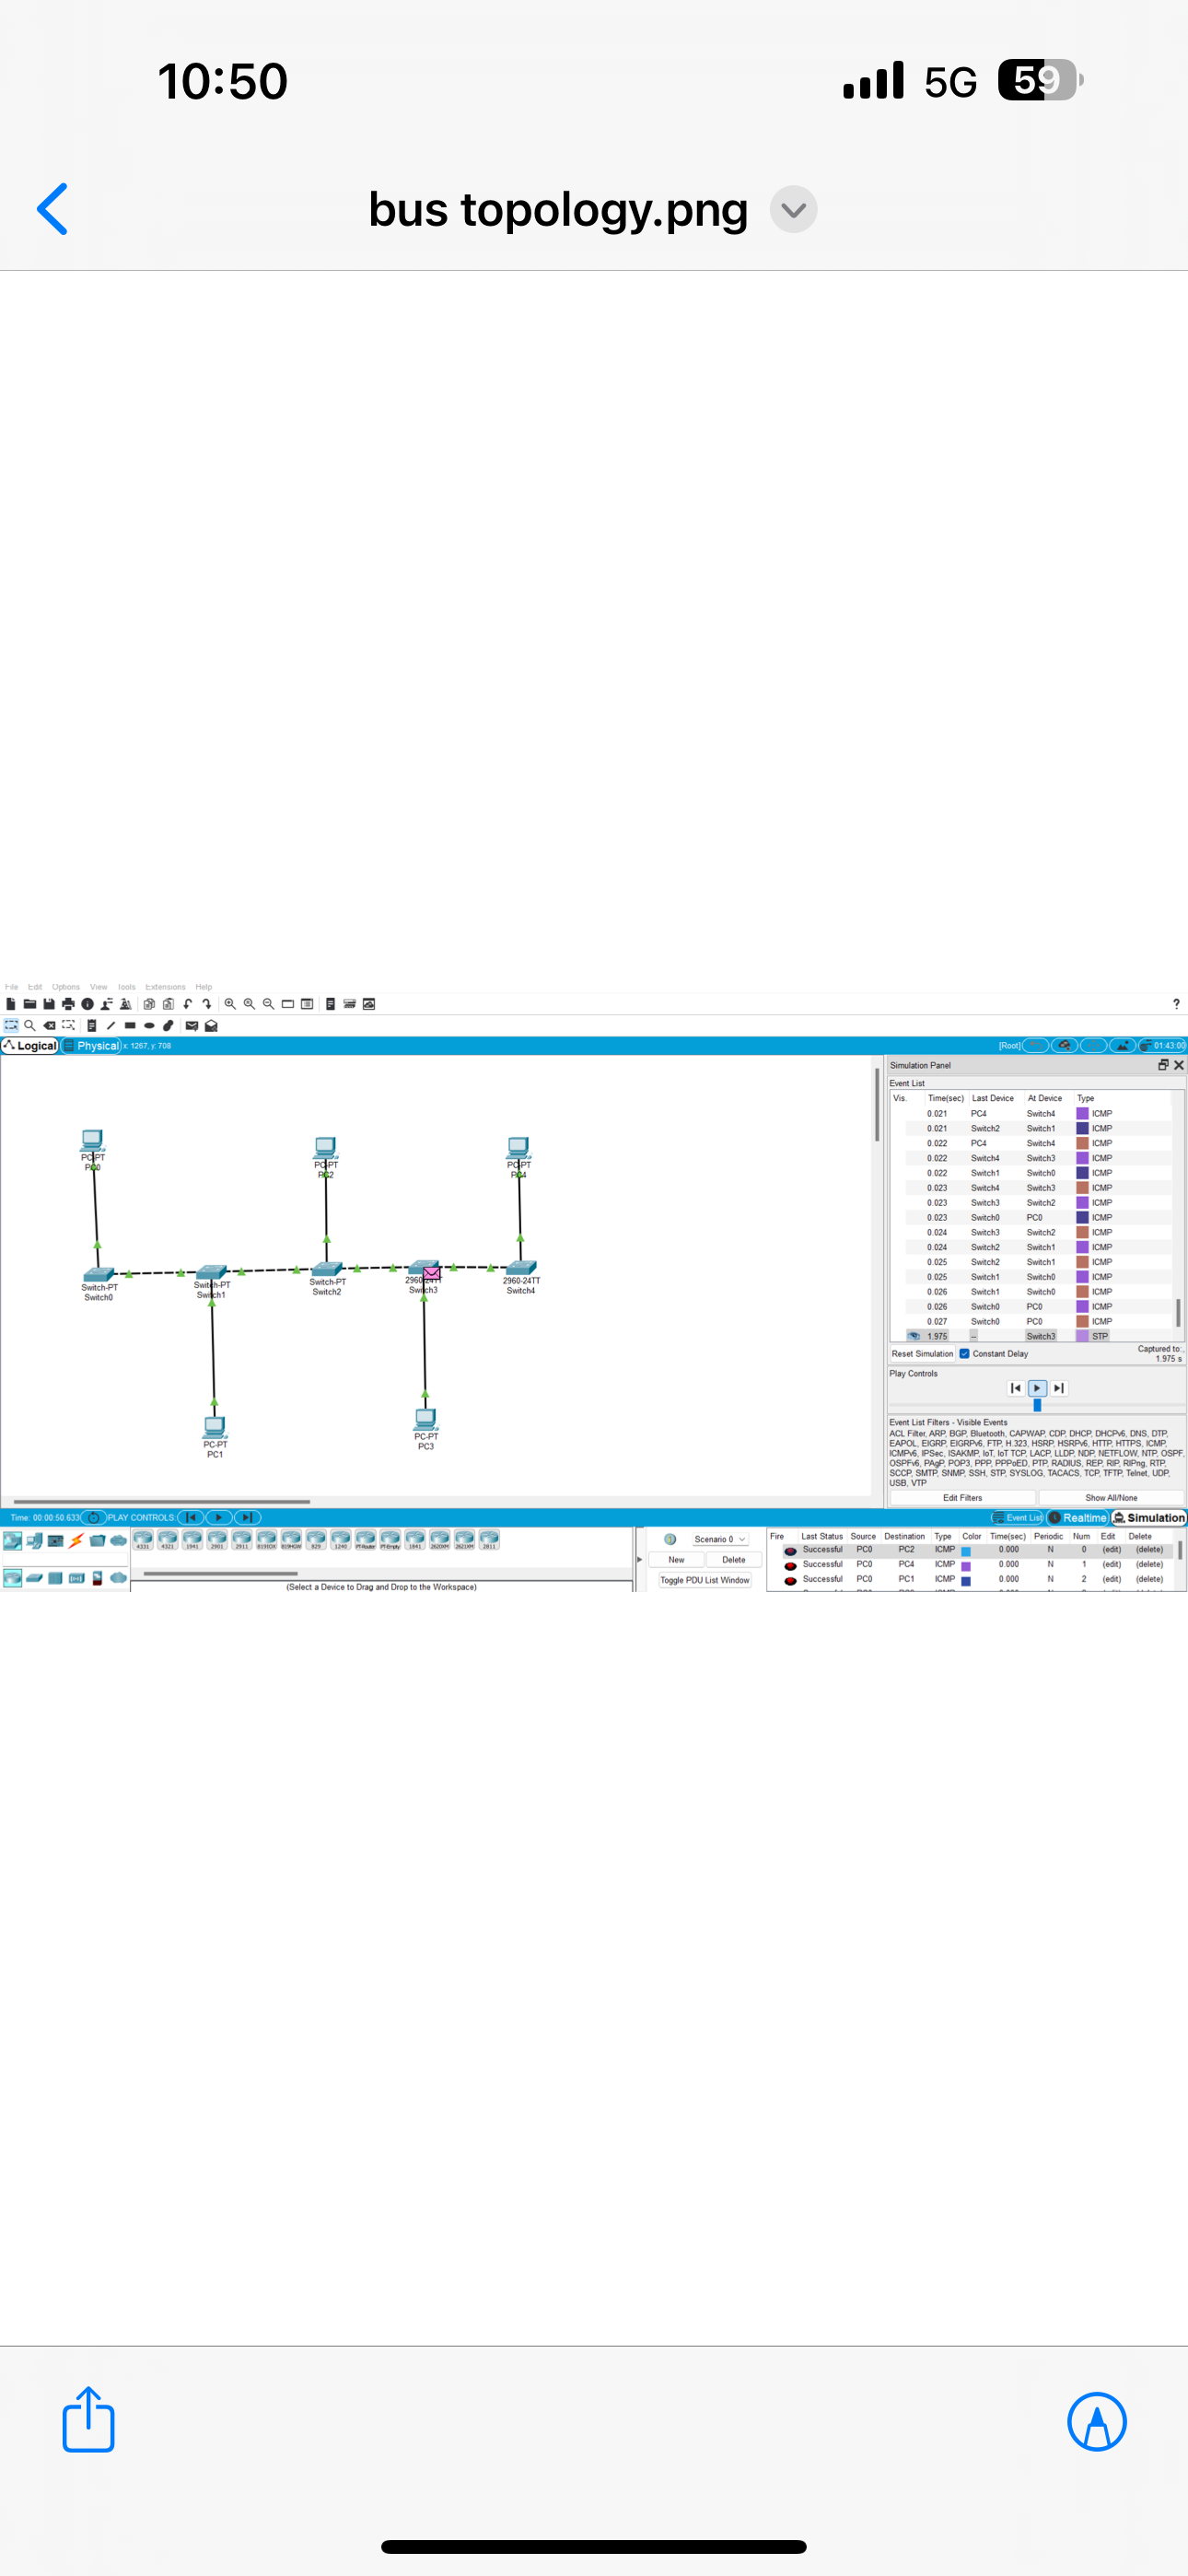 10:50
5G 59
bus topology.png
File Edit Options View Tools Extensions Help
?
Logical Physical x: 1267, y: 708
[Root] 01:43:00
PC-PT
PC0
PC-PT
PC2
PC-PT
PC4
Switch-PT
Switch0
Switch-PT
Switch1
Switch-PT
Switch2
2960-24TT
Switch3
2960-24TT
Switch4
PC-PT
PC1
PC-PT
PC3
Simulation Panel
Event List
Vis. Time(sec) Last Device At Device Type
0.021 PC4 Switch4 ICMP
0.021 Switch2 Switch1 ICMP
0.022 PC4 Switch4 ICMP
0.022 Switch4 Switch3 ICMP
0.022 Switch1 Switch0 ICMP
0.023 Switch4 Switch3 ICMP
0.023 Switch3 Switch2 ICMP
0.023 Switch0 PC0 ICMP
0.024 Switch3 Switch2 ICMP
0.024 Switch2 Switch1 ICMP
0.025 Switch2 Switch1 ICMP
0.025 Switch1 Switch0 ICMP
0.026 Switch1 Switch0 ICMP
0.026 Switch0 PC0 ICMP
0.027 Switch0 PC0 ICMP
1.975 -- Switch3 STP
Reset Simulation Constant Delay
Captured to:
1.975 s
Play Controls
Event List Filters - Visible Events
ACL Filter, ARP, BGP, Bluetooth, CAPWAP, CDP, DHCP, DHCPv6, DNS, DTP,
EAPOL, EIGRP, EIGRPv6, FTP, H.323, HSRP, HSRPv6, HTTP, HTTPS, ICMP,
ICMPv6, IPSec, ISAKMP, IoT, IoT TCP, LACP, LLDP, NDP, NETFLOW, NTP, OSPF,
OSPFv6, PAgP, POP3, PPP, PPPoED, PTP, RADIUS, REP, RIP, RIPng, RTP,
SCCP, SMTP, SNMP, SSH, STP, SYSLOG, TACACS, TCP, TFTP, Telnet, UDP,
USB, VTP
Edit Filters Show All/None
Time: 00:00:50.633 PLAY CONTROLS:
Event List Realtime Simulation
4331 4321 1941 2901 2911 819IOX 819HGW 829 1240 PT-Router PT-Empty 1841 2620XM 2621XM 2811
(Select a Device to Drag and Drop to the Workspace)
Scenario 0
New Delete
Toggle PDU List Window
Fire Last Status Source Destination Type Color Time(sec) Periodic Num Edit Delete
Successful PC0 PC2 ICMP 0.000 N 0 (edit) (delete)
Successful PC0 PC4 ICMP 0.000 N 1 (edit) (delete)
Successful PC0 PC1 ICMP 0.000 N 2 (edit) (delete)